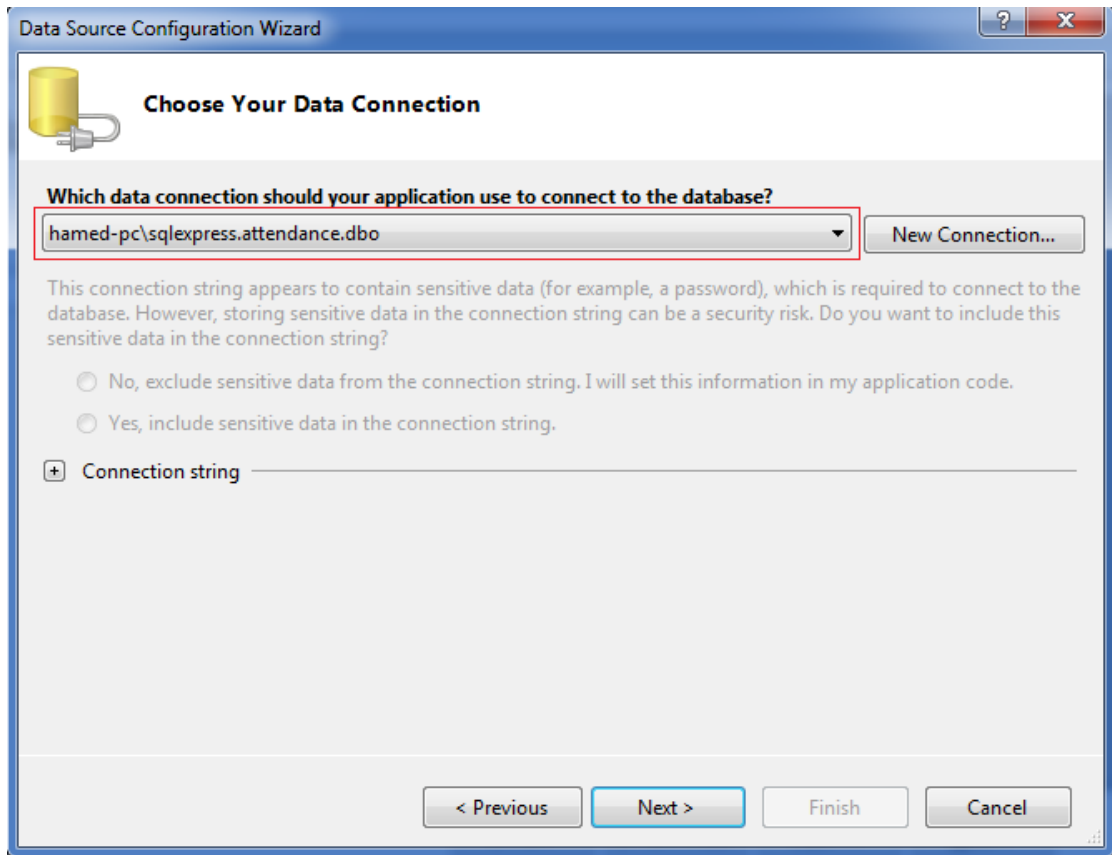 Data Source Configuration Wizard
? X
Choose Your Data Connection
Which data connection should your application use to connect to the database?
hamed-pc\sqlexpress.attendance.dbo
New Connection...
This connection string appears to contain sensitive data (for example, a password), which is required to connect to the
database. However, storing sensitive data in the connection string can be a security risk. Do you want to include this
sensitive data in the connection string?
No, exclude sensitive data from the connection string. I will set this information in my application code.
Yes, include sensitive data in the connection string.
+ Connection string
< Previous
Next >
Finish
Cancel